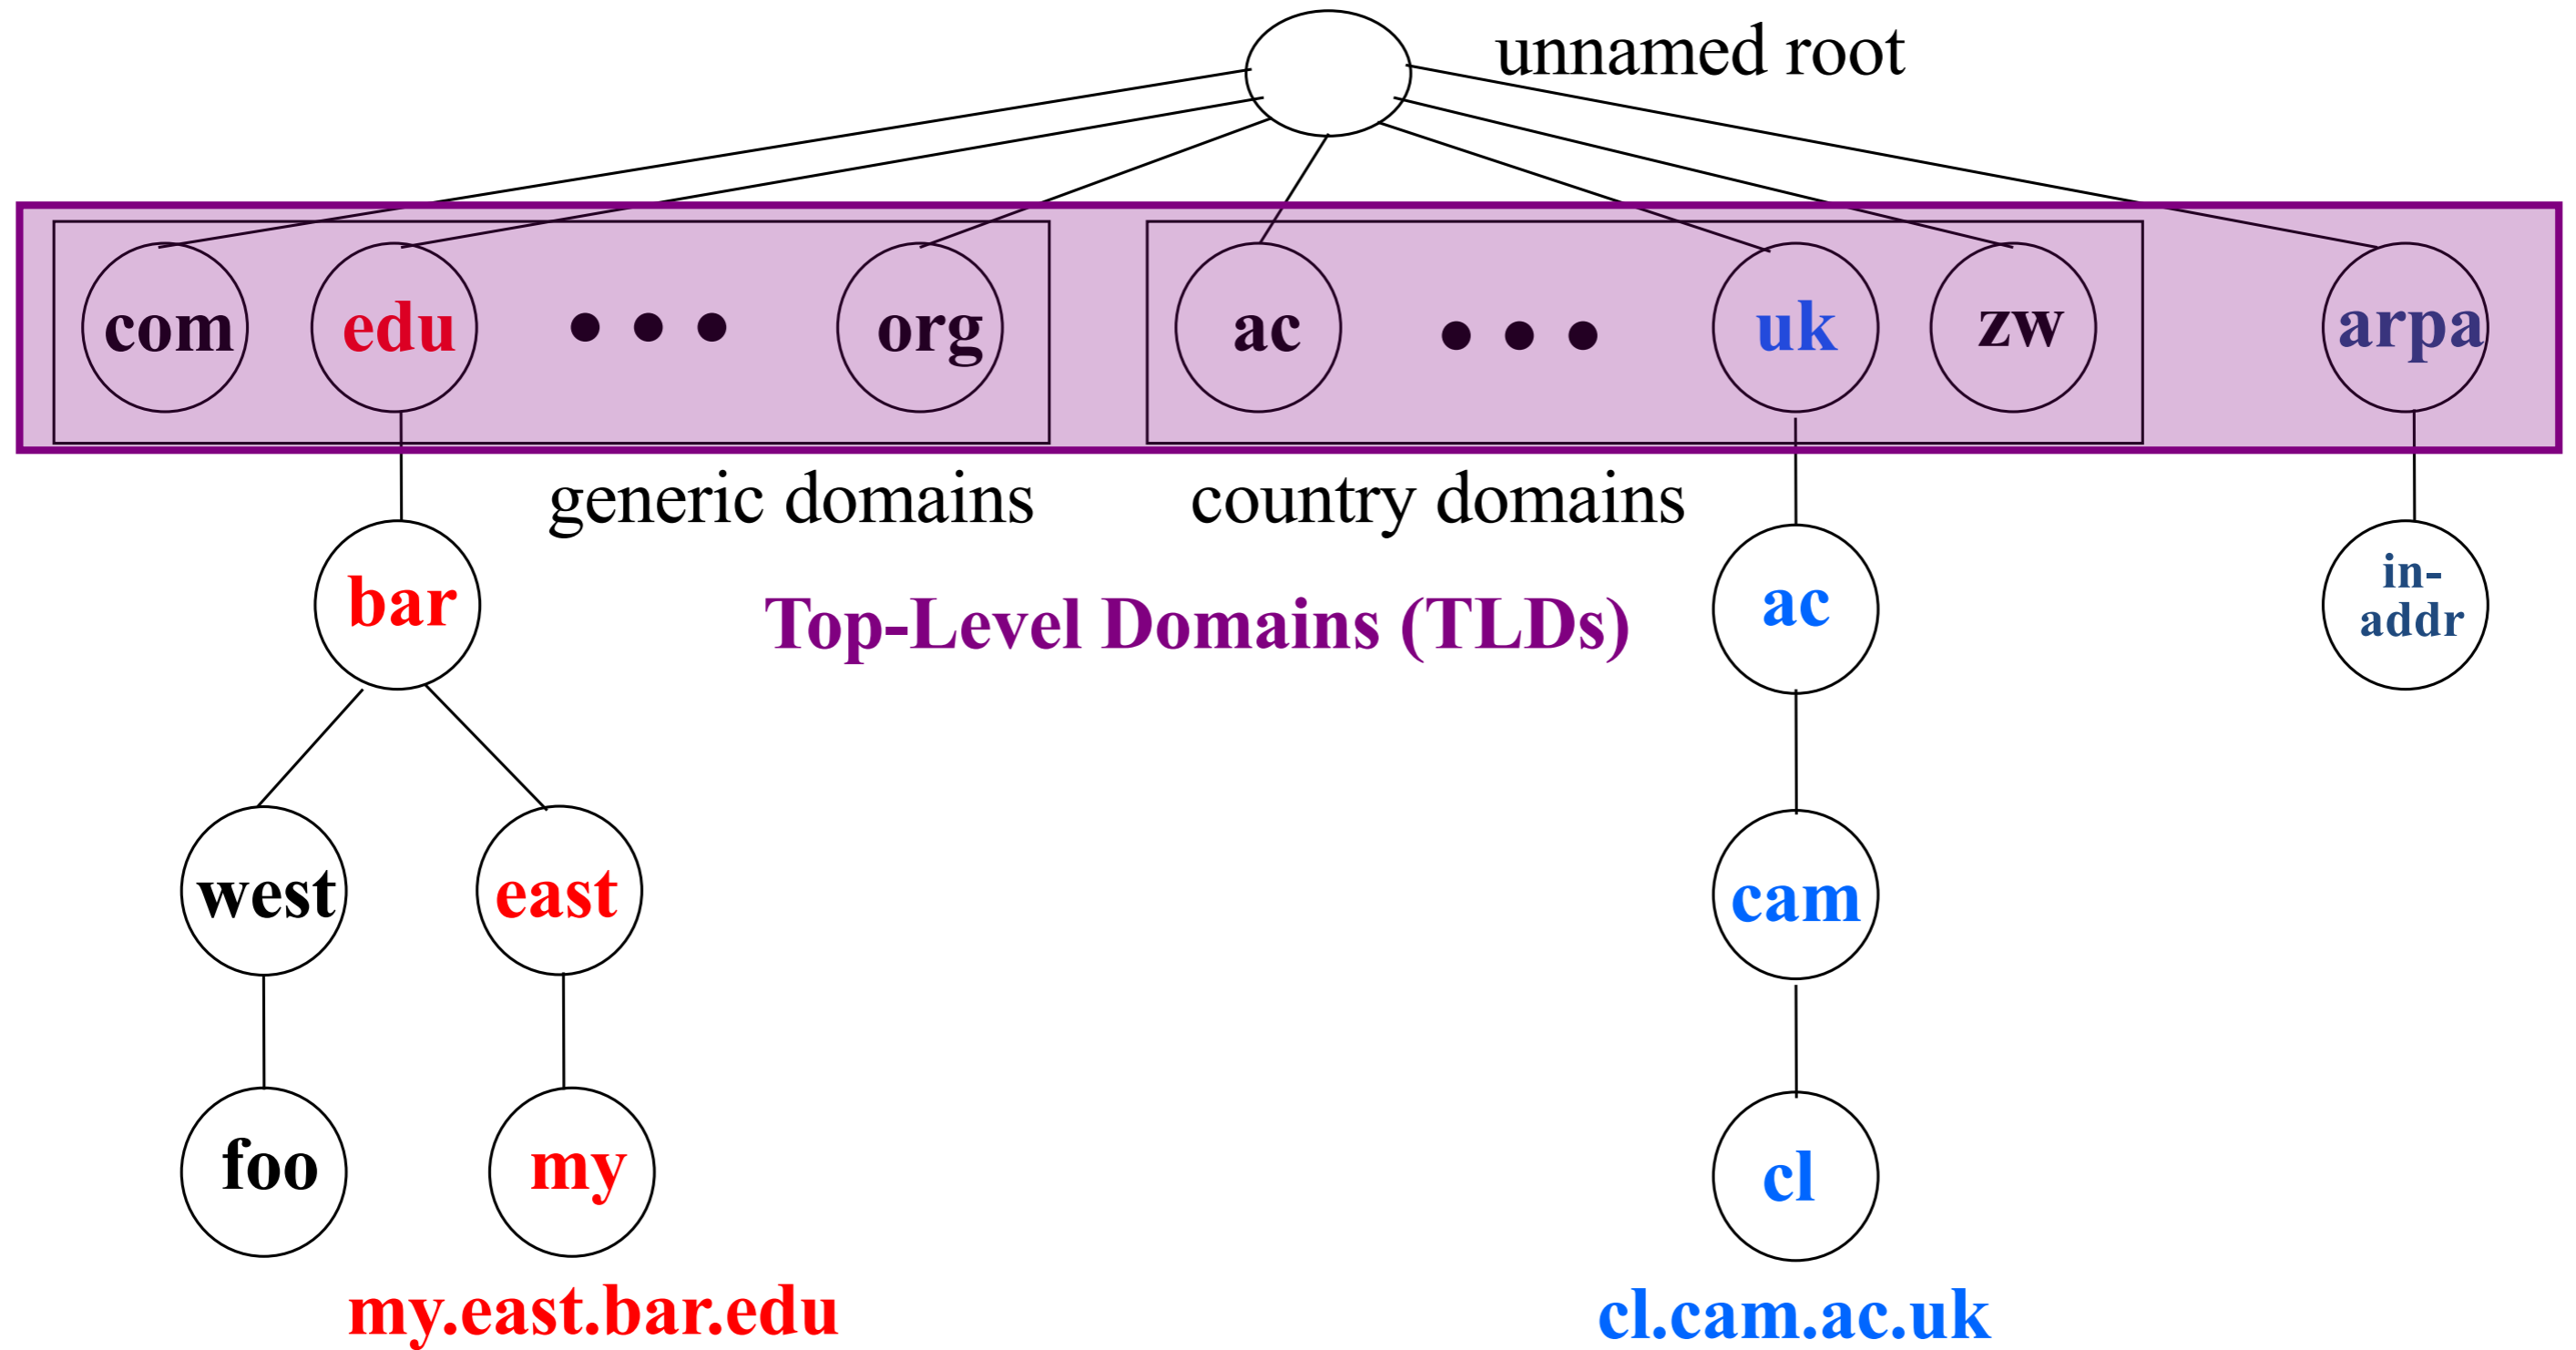 unnamed root
com
edu
• • •
org
ac
• • •
uk
zw
arpa
generic domains
country domains
bar
Top-Level Domains (TLDs)
ac
in-
addr
west
east
cam
foo
my
cl
my.east.bar.edu
cl.cam.ac.uk